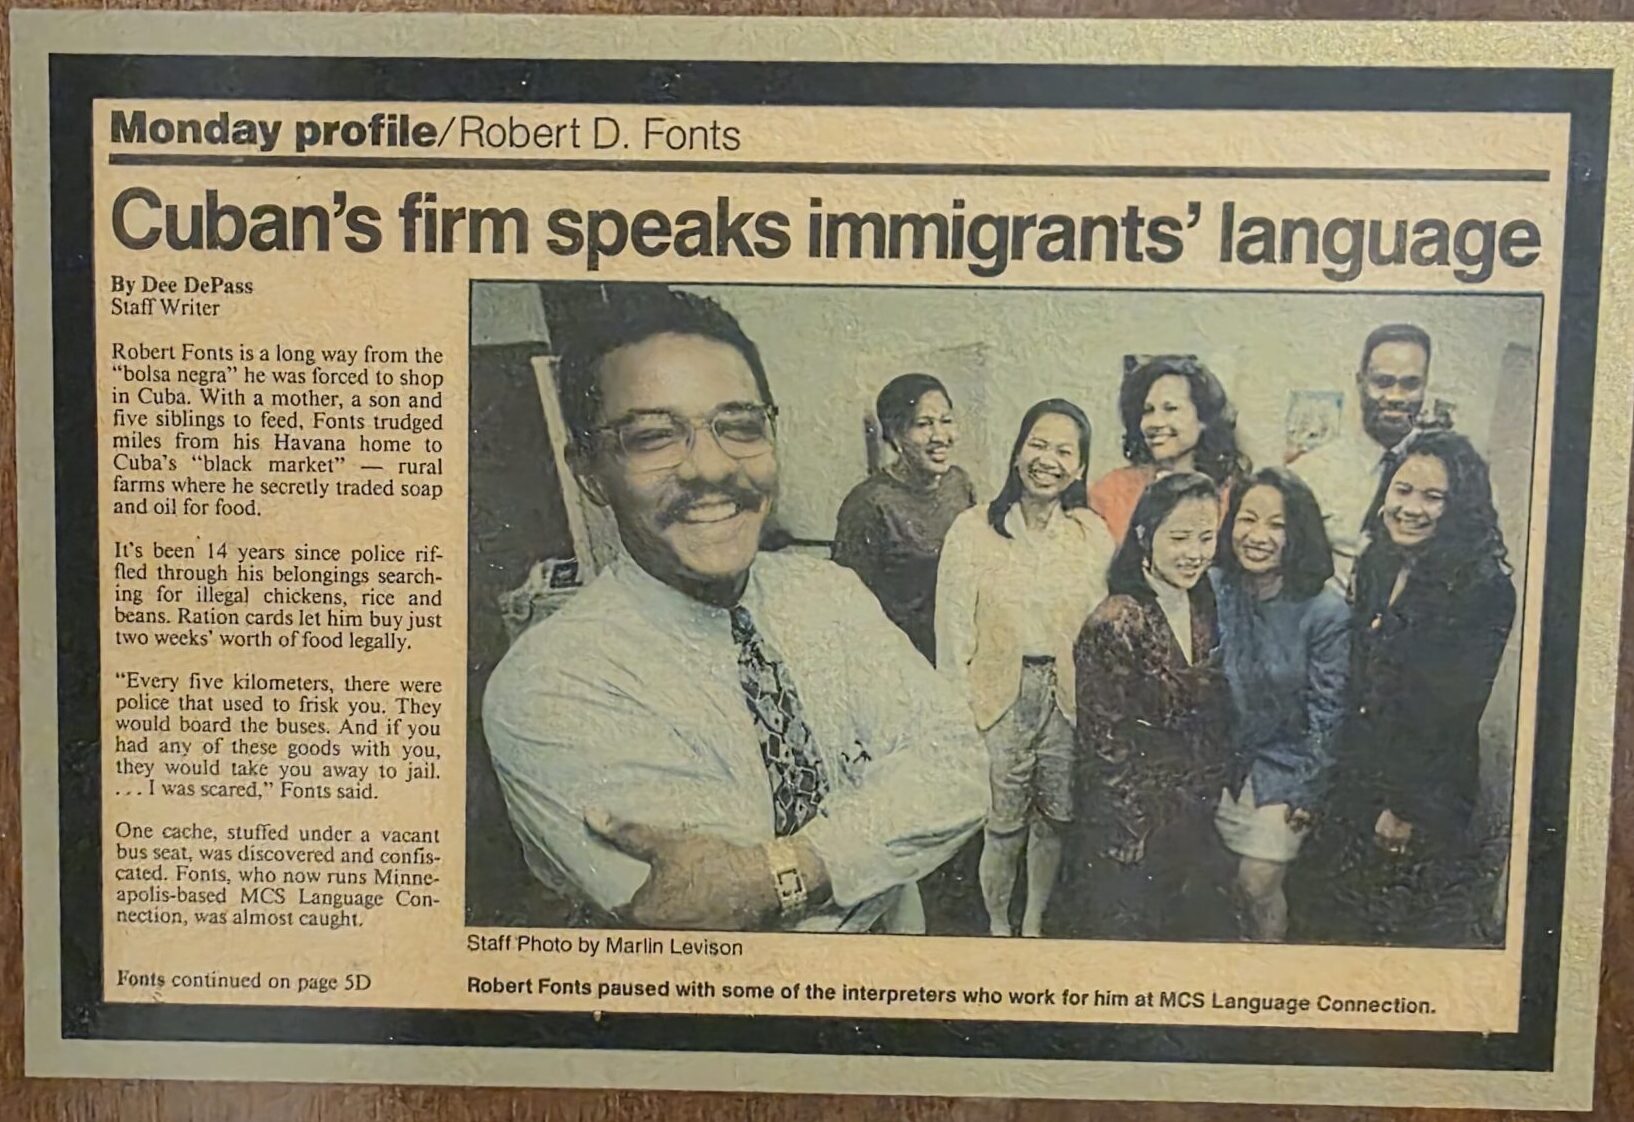 Monday profile/Robert D. Fonts
Cuban's firm speaks immigrants' language
By Dee DePass
Staff Writer
Robert Fonts is a long way from the
"bolsa negra" he was forced to shop
in Cuba. With a mother, a son and
five siblings to feed, Fonts trudged
miles from his Havana home to
Cuba's "black market" — rural
farms where he secretly traded soap
and oil for food.
It's been 14 years since police rif-
fled through his belongings search-
ing for illegal chickens, rice and
beans. Ration cards let him buy just
two weeks' worth of food legally.
"Every five kilometers, there were
police that used to frisk you. They
would board the buses. And if you
had any of these goods with you,
they would take you away to jail.
. . . I was scared," Fonts said.
One cache, stuffed under a vacant
bus seat, was discovered and confis-
cated. Fonts, who now runs Minne-
apolis-based MCS Language Con-
nection, was almost caught.
Fonts continued on page 5D
Staff Photo by Marlin Levison
Robert Fonts paused with some of the interpreters who work for him at MCS Language Connection.